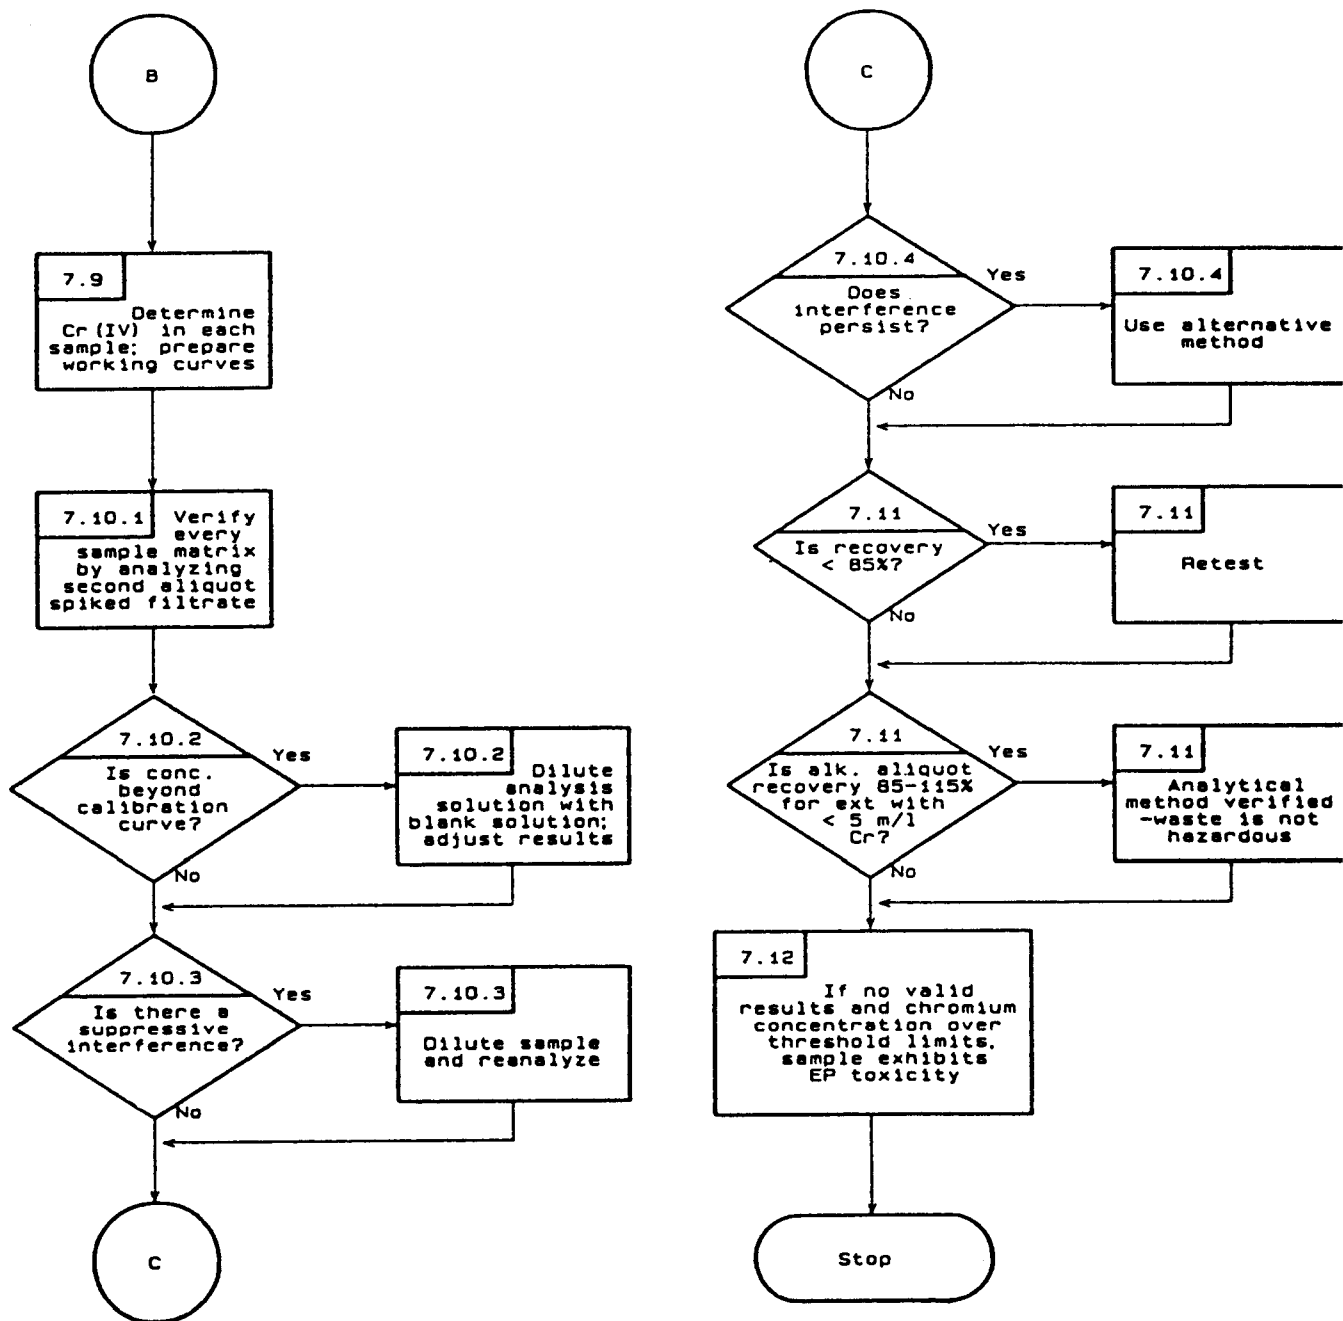 B
7.9
Determine
Cr(IV) in each
sample; prepare
working curves
7.10.1 Verify
every
sample matrix
by analyzing
second aliquot
spiked filtrate
7.10.2
Is conc.
beyond
calibration
curve?
Yes
No
7.10.2
Dilute
analysis
solution with
blank solution;
adjust results
7.10.3
Is there a
suppressive
interference?
Yes
No
7.10.3
Dilute sample
and reanalyze
C
C
7.10.4
Does
interference
persist?
Yes
No
7.10.4
Use alternative
method
7.11
Is recovery
< 85%?
Yes
No
7.11
Retest
7.11
Is alk. aliquot
recovery 85-115%
for ext with
< 5 m/l
Cr?
Yes
No
7.11
Analytical
method verified
-waste is not
hazardous
7.12
If no valid
results and chromium
concentration over
threshold limits,
sample exhibits
EP toxicity
Stop